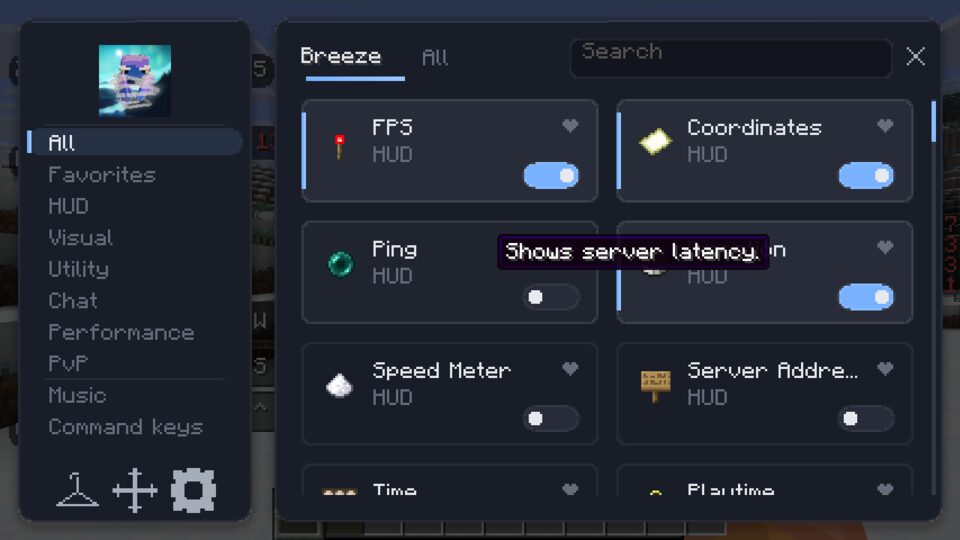 Breeze
All
Search
All
Favorites
HUD
Visual
Utility
Chat
Performance
PvP
Music
Command keys
FPS
HUD
Coordinates
HUD
Ping
HUD
Shows server latency.
HUD
Speed Meter
HUD
Server Addre...
HUD
Time
Playtime
5
W
S